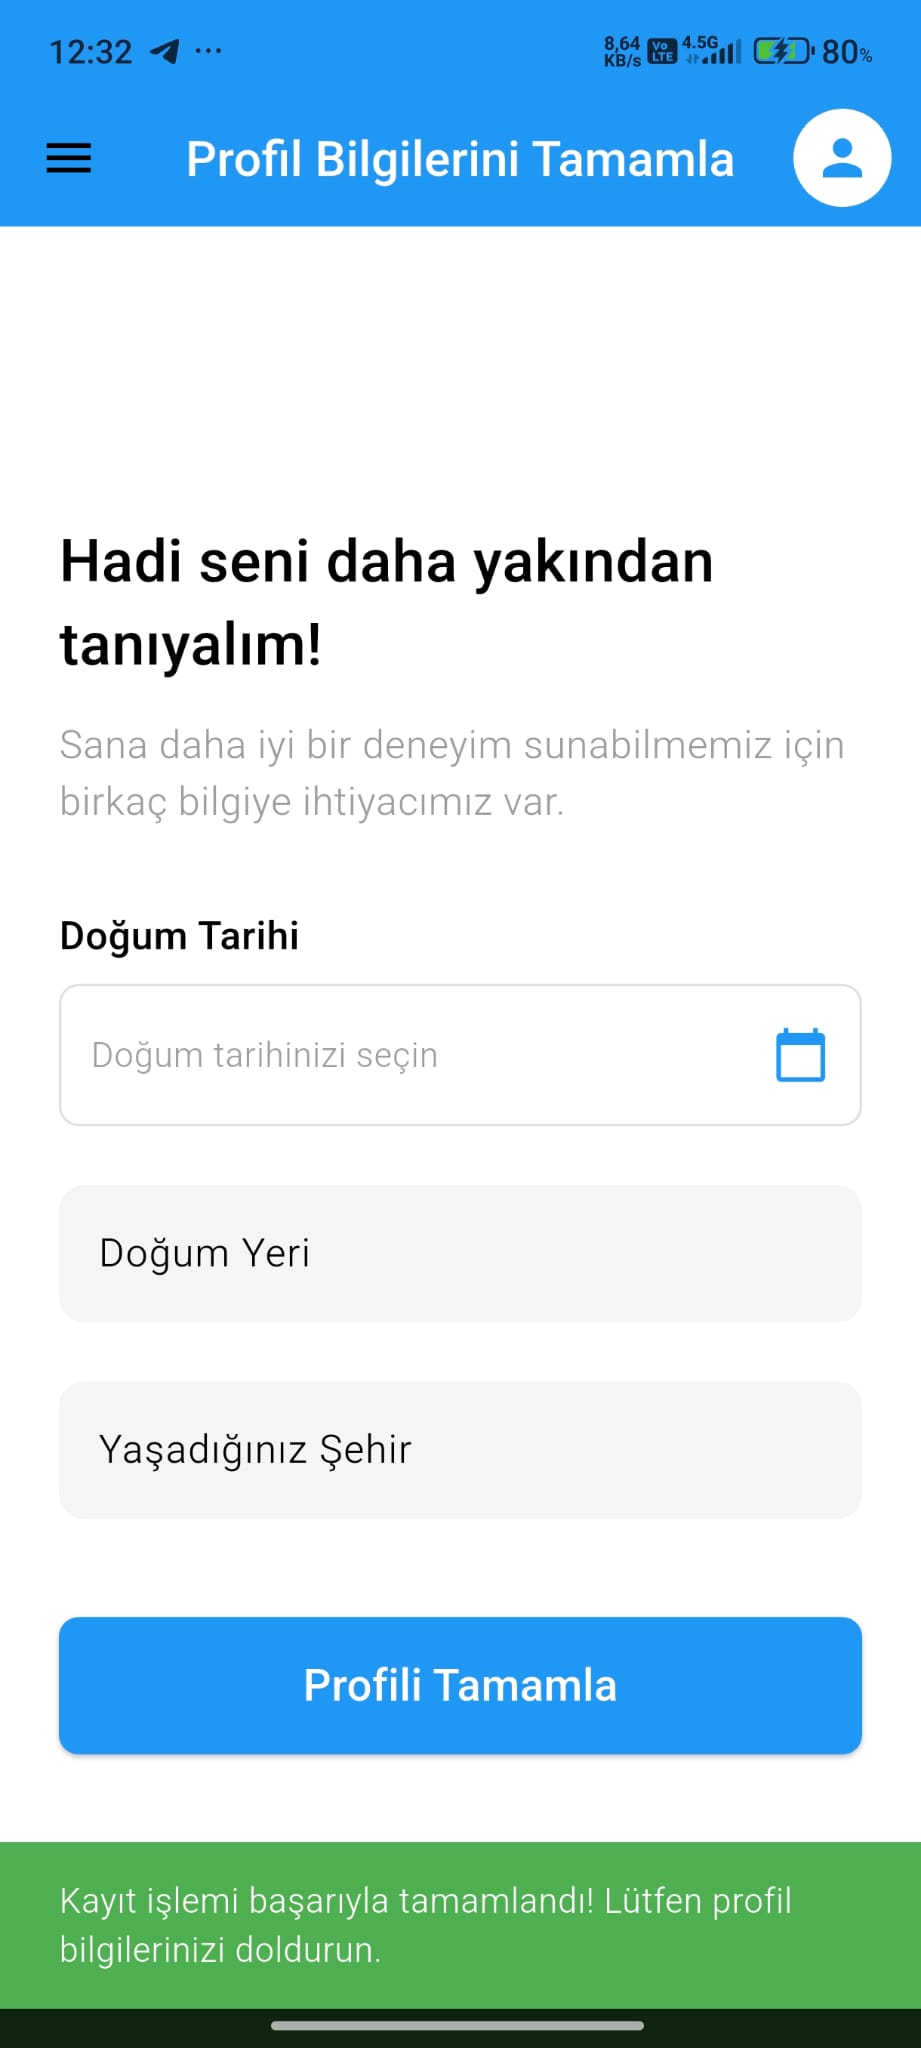 12:32 ... 8,64 KB/s Vo LTE 4.5G 80%
Profil Bilgilerini Tamamla
Hadi seni daha yakından
tanıyalım!
Sana daha iyi bir deneyim sunabilmemiz için
birkaç bilgiye ihtiyacımız var.
Doğum Tarihi
Doğum tarihinizi seçin
Doğum Yeri
Yaşadığınız Şehir
Profili Tamamla
Kayıt işlemi başarıyla tamamlandı! Lütfen profil
bilgilerinizi doldurun.